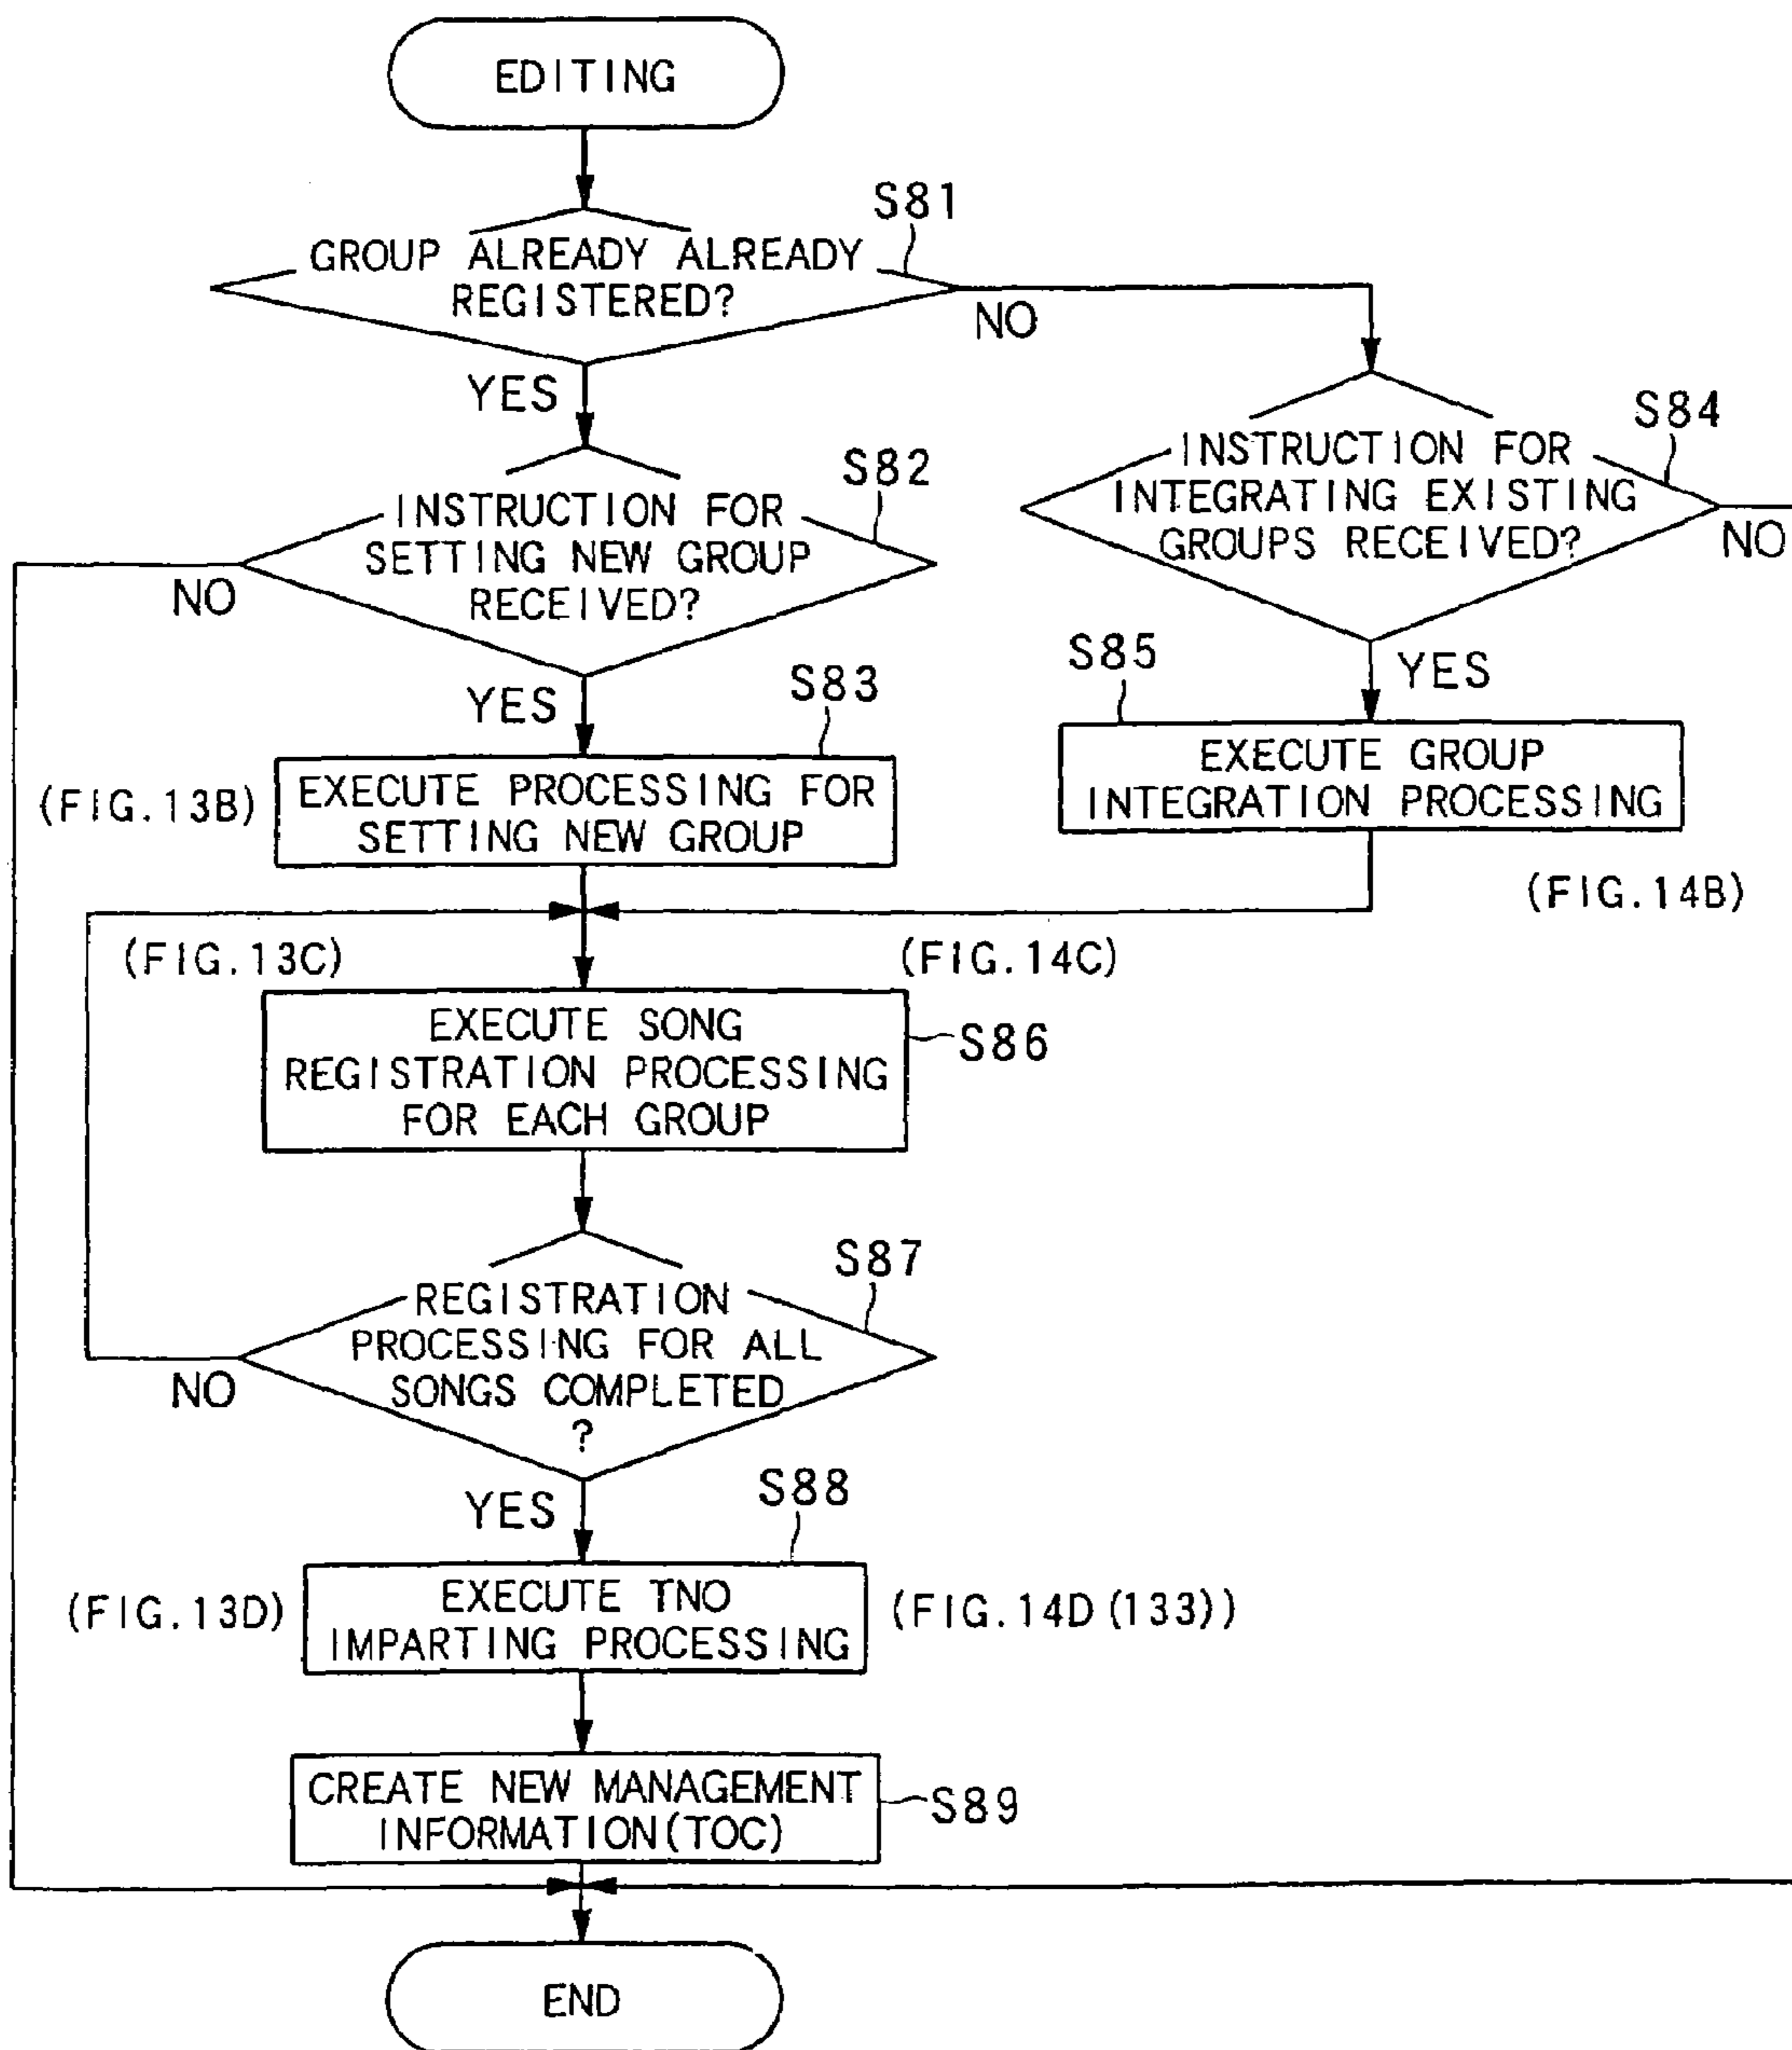 EDITING
S81
GROUP ALREADY ALREADY
REGISTERED?
NO
YES
S82
INSTRUCTION FOR
SETTING NEW GROUP
RECEIVED?
NO
YES
S84
INSTRUCTION FOR
INTEGRATING EXISTING
GROUPS RECEIVED?
NO
YES
S83
(FIG.13B)
EXECUTE PROCESSING FOR
SETTING NEW GROUP
S85
EXECUTE GROUP
INTEGRATION PROCESSING
(FIG.14B)
(FIG.13C)
(FIG.14C)
EXECUTE SONG
REGISTRATION PROCESSING
FOR EACH GROUP
S86
S87
REGISTRATION
PROCESSING FOR ALL
SONGS COMPLETED
?
NO
YES
S88
(FIG.13D)
EXECUTE TNO
IMPARTING PROCESSING
(FIG.14D(133))
CREATE NEW MANAGEMENT
INFORMATION(TOC)
S89
END